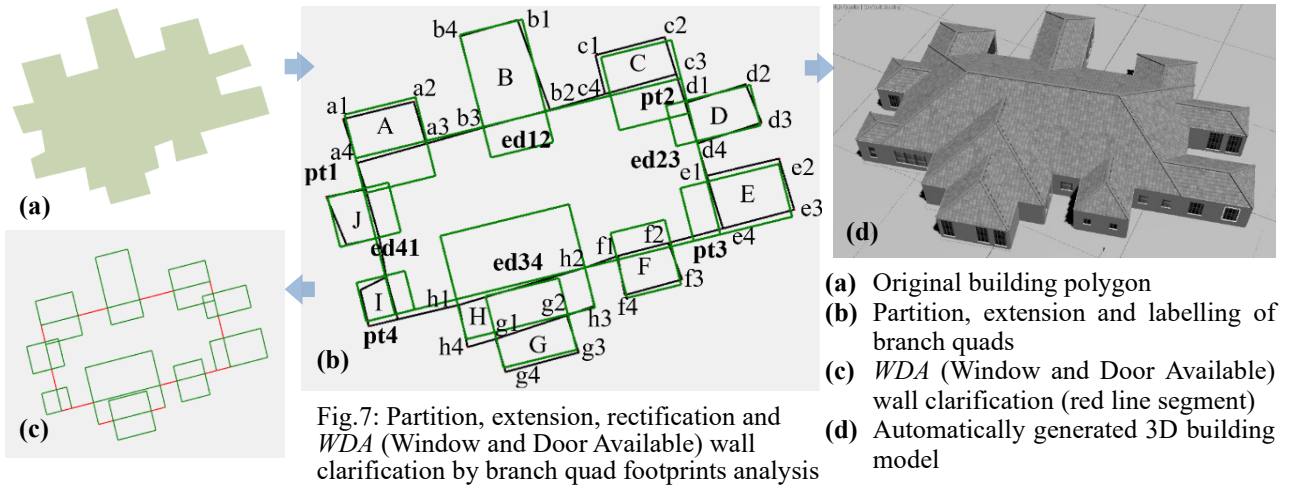 (a)
b4
b1
c1
c2
C
c3
B
a1
a2
A
b3
b2
c4
pt2
d1
d2
D
d3
a3
a4
ed12
ed23
d4
pt1
e1
e2
E
e3
J
ed41
ed34
f1
f2
pt3
e4
h2
F
f3
I
h1
H
g1
g2
h3
f4
pt4
h4
G
g3
g4
(b)
(c)
(d)
Fig.7: Partition, extension, rectification and
WDA (Window and Door Available) wall
clarification by branch quad footprints analysis
(a) Original building polygon
(b) Partition, extension and labelling of
branch quads
(c) WDA (Window and Door Available)
wall clarification (red line segment)
(d) Automatically generated 3D building
model